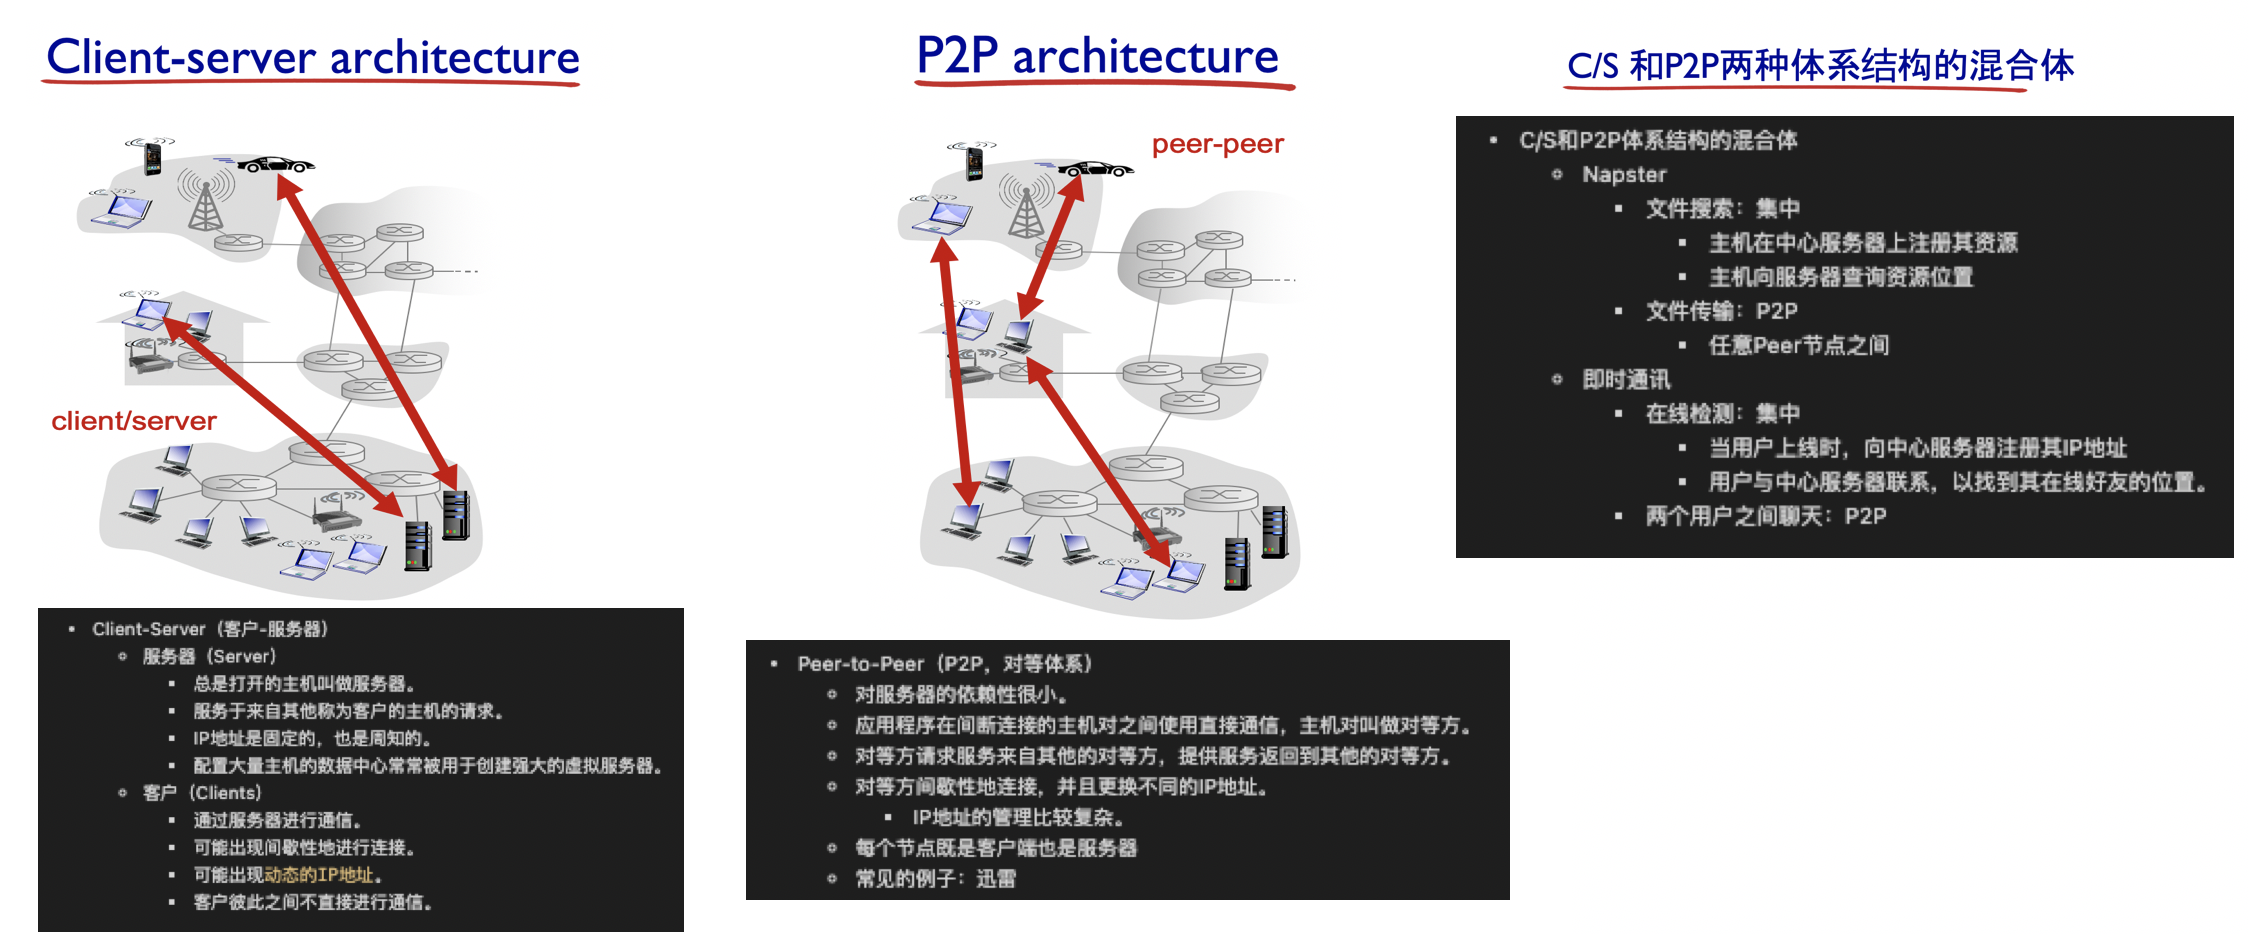 Client-server architecture
client/server
Client-Server（客户-服务器）
服务器（Server）
总是打开的主机叫做服务器。
服务于来自其他称为客户的主机的请求。
IP地址是固定的，也是周知的。
配置大量主机的数据中心常常被用于创建强大的虚拟服务器。
客户（Clients）
通过服务器进行通信。
可能出现间歇性地进行连接。
可能出现动态的IP地址。
客户彼此之间不直接进行通信。
P2P architecture
peer-peer
Peer-to-Peer（P2P，对等体系）
对服务器的依赖性很小。
应用程序在间断连接的主机对之间使用直接通信，主机对叫做对等方。
对等方请求服务来自其他的对等方，提供服务返回到其他的对等方。
对等方间歇性地连接，并且更换不同的IP地址。
IP地址的管理比较复杂。
每个节点既是客户端也是服务器
常见的例子：迅雷
C/S 和P2P两种体系结构的混合体
C/S和P2P体系结构的混合体
Napster
文件搜索：集中
主机在中心服务器上注册其资源
主机向服务器查询资源位置
文件传输：P2P
任意Peer节点之间
即时通讯
在线检测：集中
当用户上线时，向中心服务器注册其IP地址
用户与中心服务器联系，以找到其在线好友的位置。
两个用户之间聊天：P2P